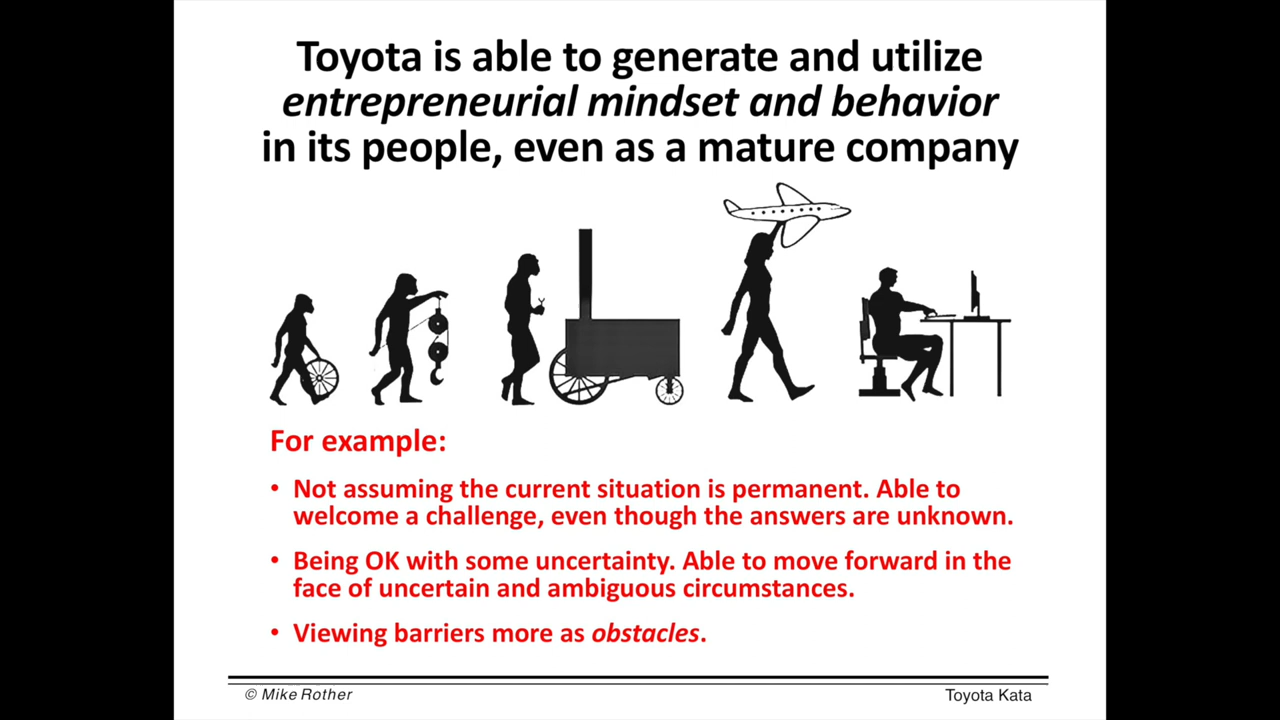 Toyota is able to generate and utilize
entrepreneurial mindset and behavior
in its people, even as a mature company
For example:
• Not assuming the current situation is permanent. Able to
welcome a challenge, even though the answers are unknown.
• Being OK with some uncertainty. Able to move forward in the
face of uncertain and ambiguous circumstances.
• Viewing barriers more as obstacles.
© Mike Rother
Toyota Kata